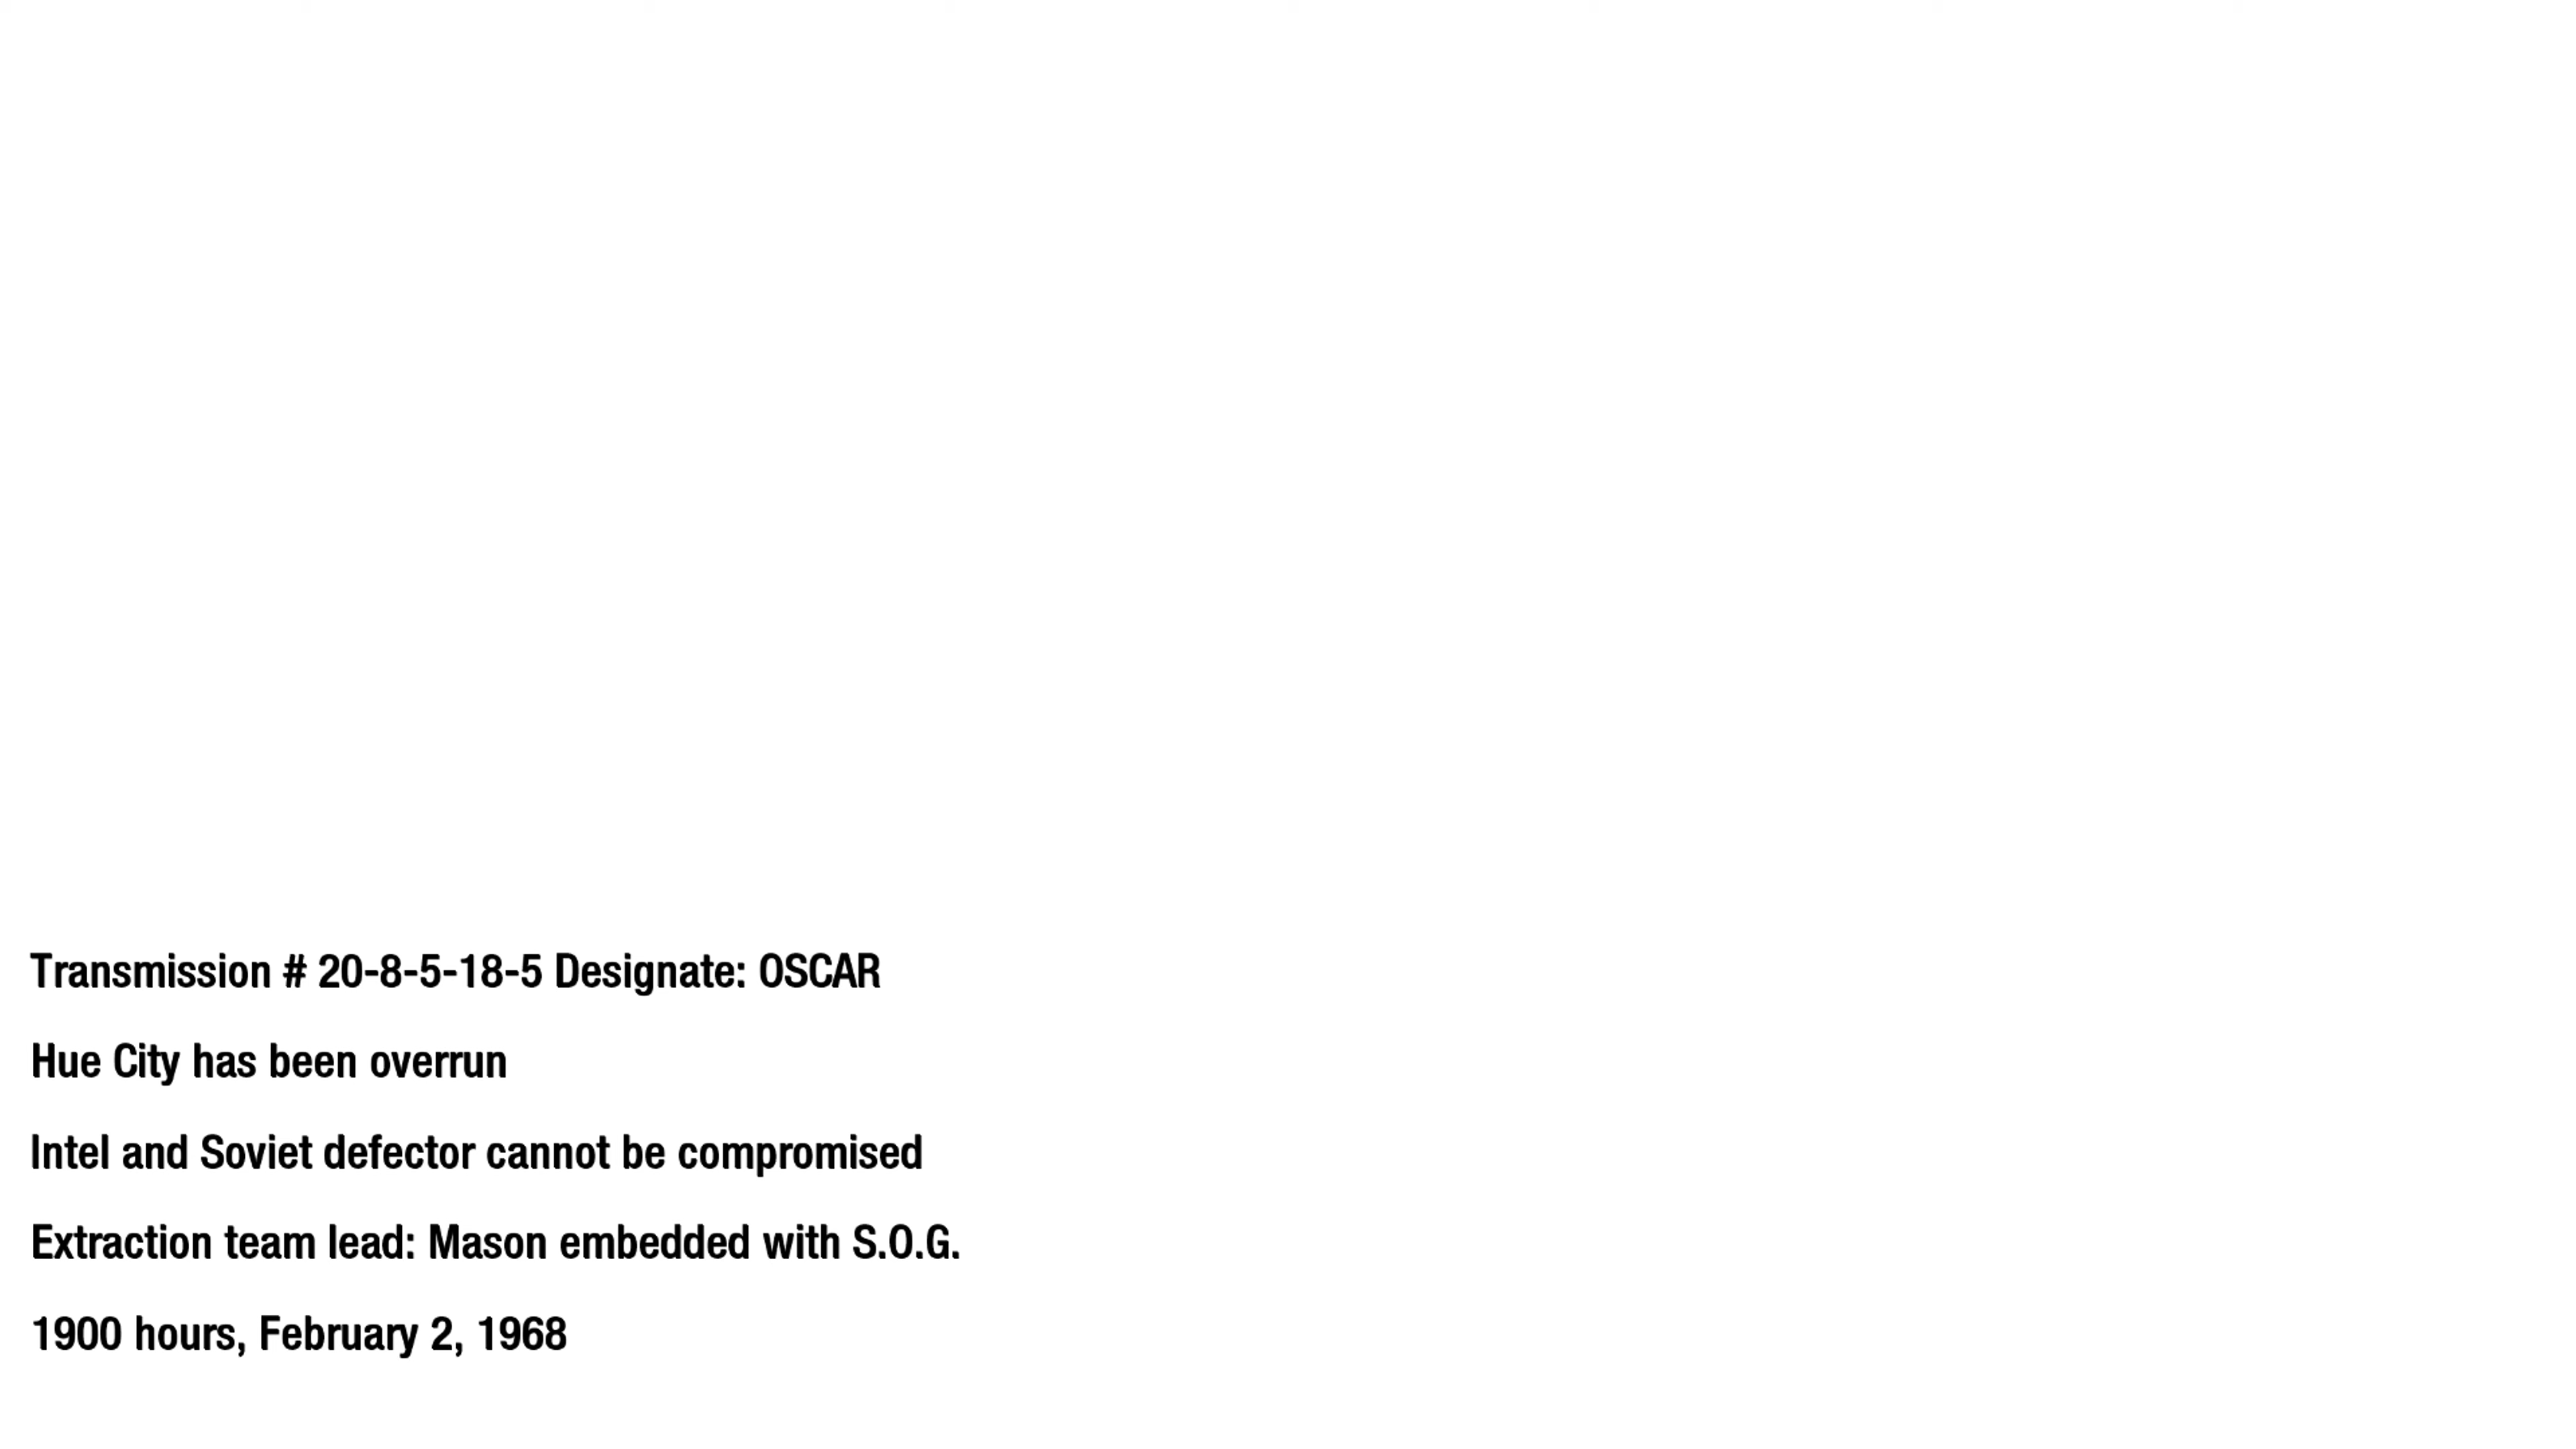 Transmission # 20-8-5-18-5 Designate: OSCAR
Hue City has been overrun
Intel and Soviet defector cannot be compromised
Extraction team lead: Mason embedded with S.O.G.
1900 hours, February 2, 1968